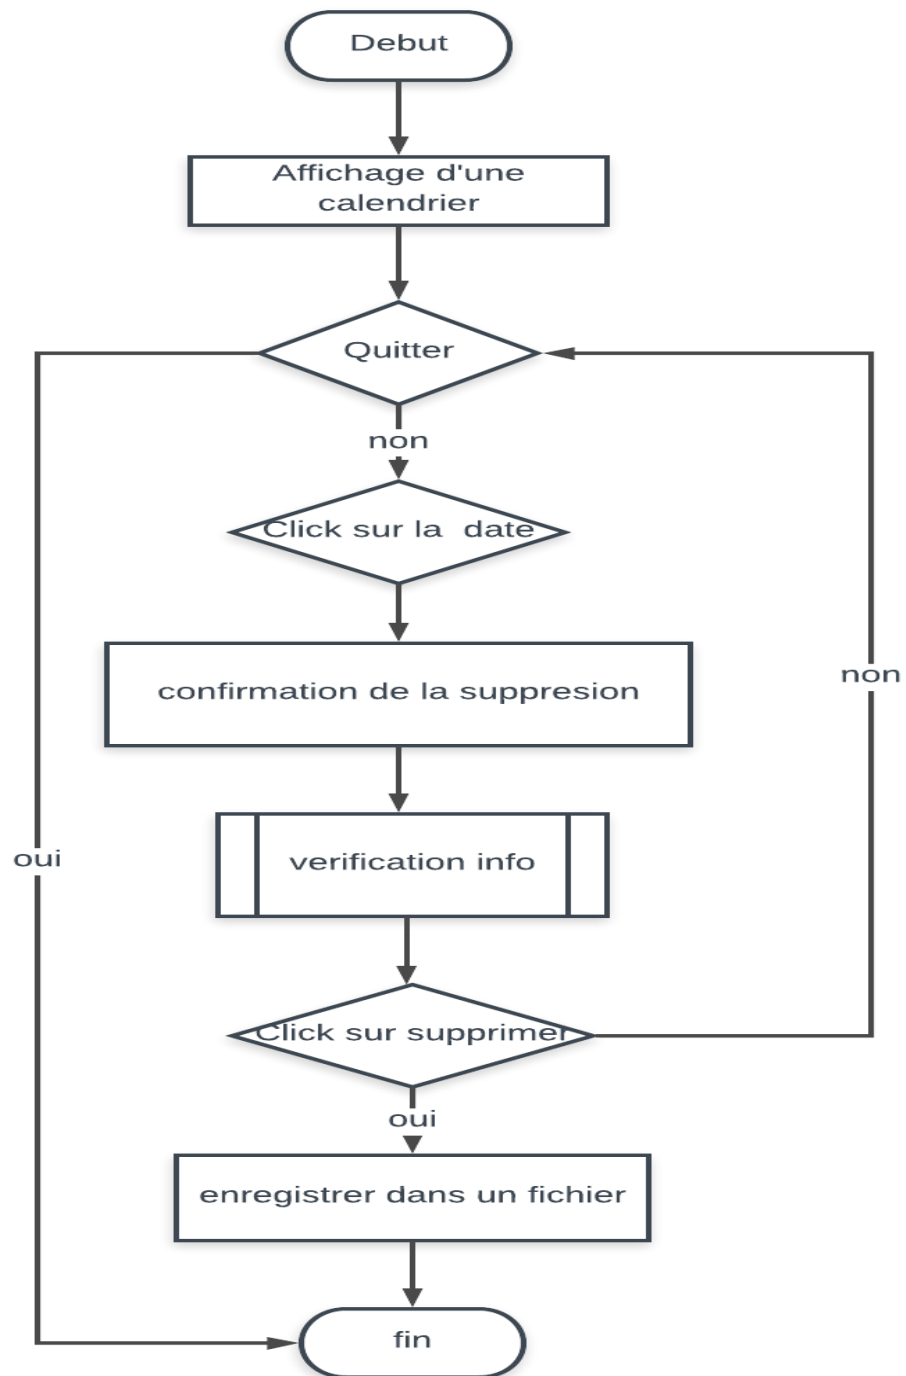 Debut
Affichage d'une
calendrier
Quitter
non
Click sur la  date
confirmation de la suppresion
non
oui
verification info
Click sur supprimer
oui
enregistrer dans un fichier
fin